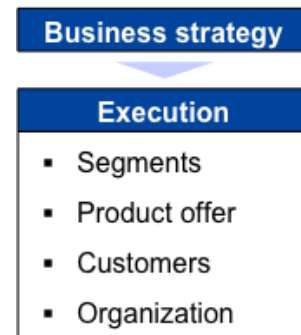 Business strategy
Execution
▪ Segments
▪ Product offer
▪ Customers
▪ Organization